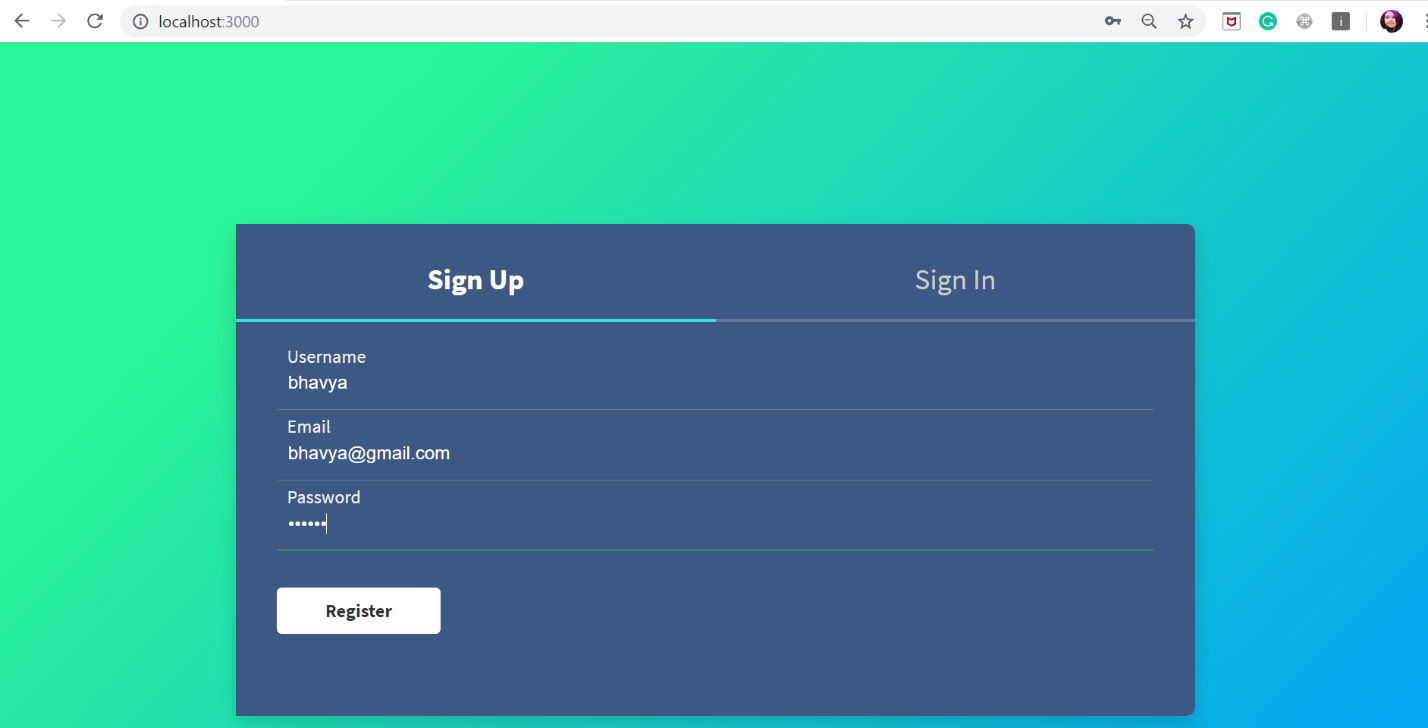 localhost:3000
Sign Up Sign In
Username
bhavya
Email
bhavya@gmail.com
Password
••••••
Register